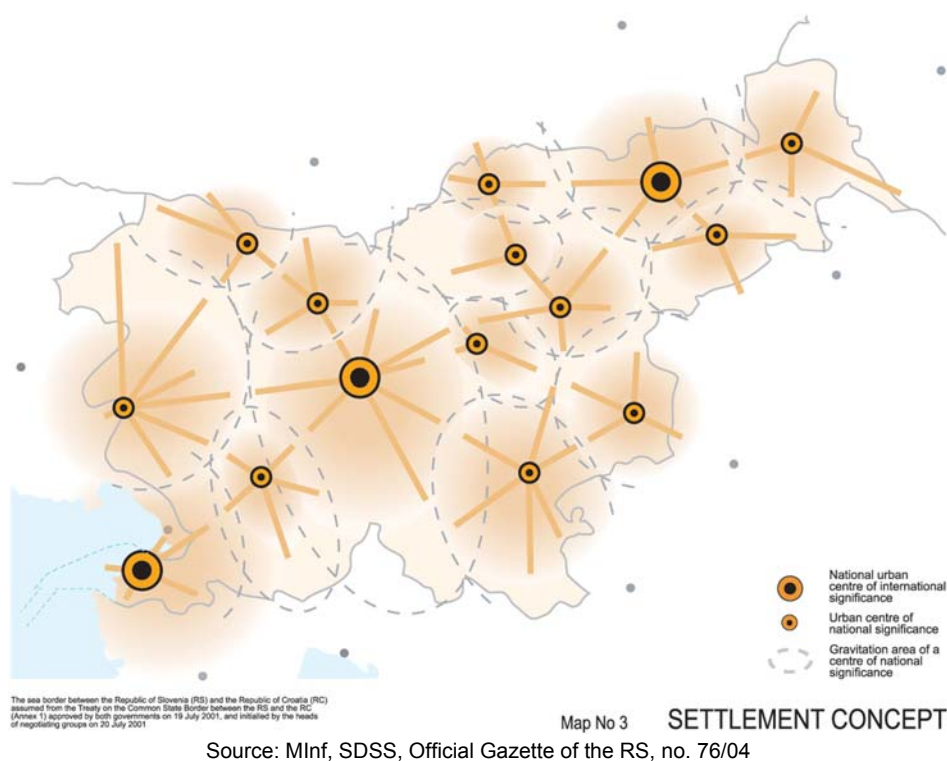 National urban
centre of international
significance
Urban centre of
national significance
Gravitation area of a
centre of national
significance
The sea border between the Republic of Slovenia (RS) and the Republic of Croatia (RC)
assumed from the Treaty on the Common State Border between the RS and the RC
(Annex 1) approved by both governments on 19 July 2001, and initialled by the heads
of negotiating groups on 20 July 2001
Map No 3 SETTLEMENT CONCEPT
Source: MInf, SDSS, Official Gazette of the RS, no. 76/04